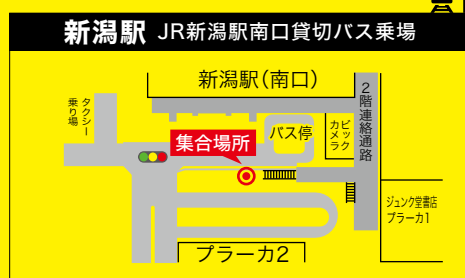 新潟駅 JR新潟駅南口貸切バス乗場
新潟駅(南口)
2階連絡通路
タクシー
乗り場
バス停
ビック
カメラ
集合場所
ジュンク堂書店
プラーカ1
プラーカ2